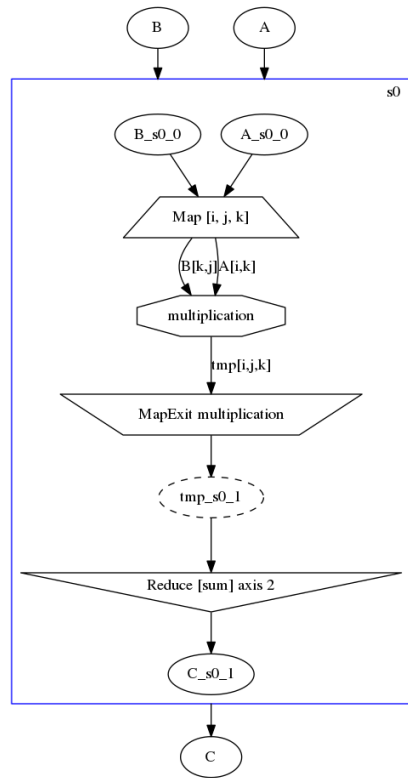 B
A
s0
B_s0_0
A_s0_0
Map [i, j, k]
B[k,j]
A[i,k]
multiplication
tmp[i,j,k]
MapExit multiplication
tmp_s0_1
Reduce [sum] axis 2
C_s0_1
C